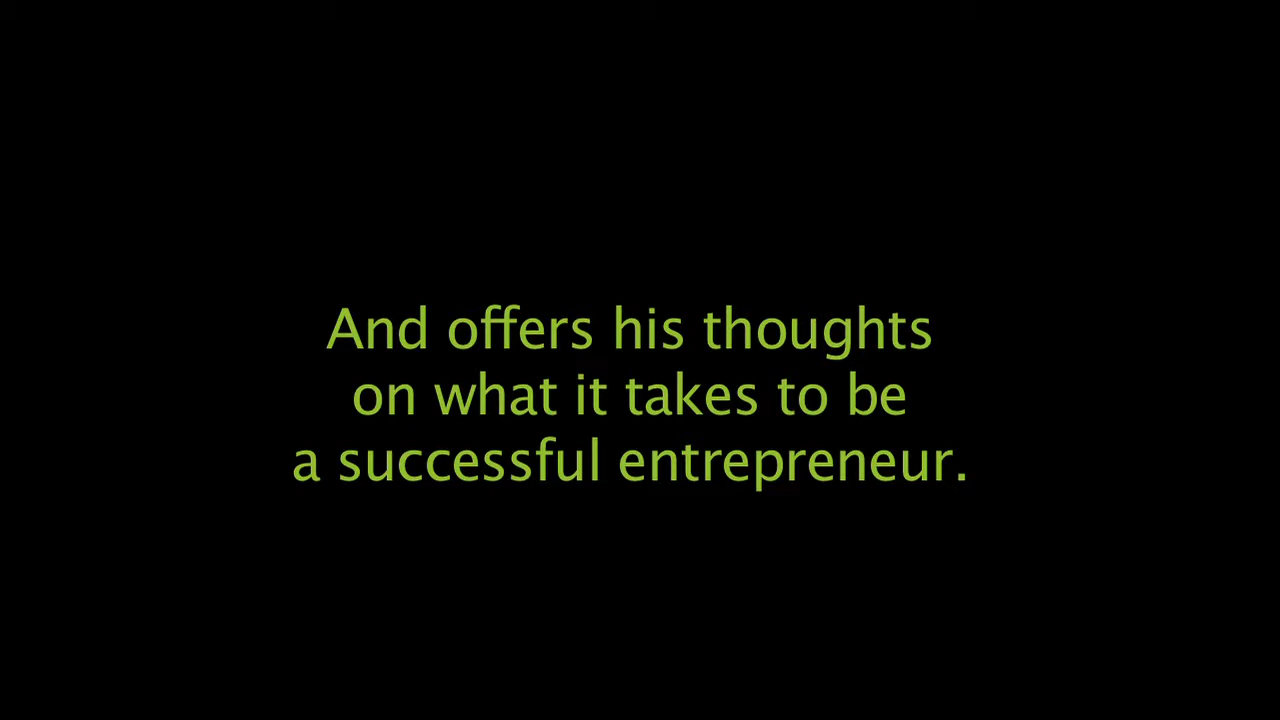 And offers his thoughts
on what it takes to be
a successful entrepreneur.